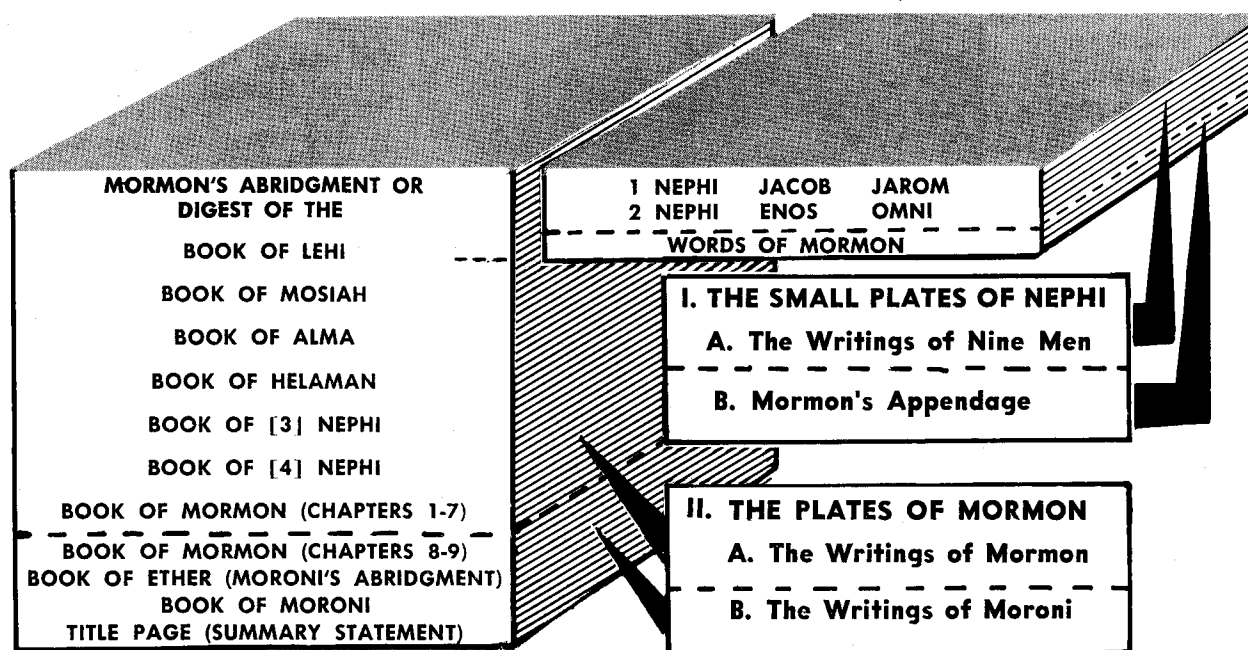 MORMON'S ABRIDGMENT OR
DIGEST OF THE
BOOK OF LEHI
BOOK OF MOSIAH
BOOK OF ALMA
BOOK OF HELAMAN
BOOK OF [3] NEPHI
BOOK OF [4] NEPHI
BOOK OF MORMON (CHAPTERS 1-7)
BOOK OF MORMON (CHAPTERS 8-9)
BOOK OF ETHER (MORONI'S ABRIDGMENT)
BOOK OF MORONI
TITLE PAGE (SUMMARY STATEMENT)
1 NEPHI JACOB JAROM
2 NEPHI ENOS OMNI
WORDS OF MORMON
I. THE SMALL PLATES OF NEPHI
A. The Writings of Nine Men
B. Mormon's Appendage
II. THE PLATES OF MORMON
A. The Writings of Mormon
B. The Writings of Moroni